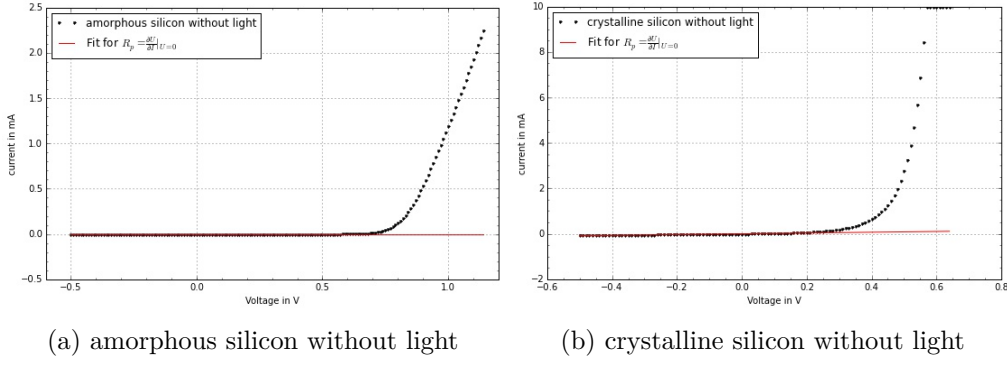 2.5
2.0
1.5
1.0
0.5
0.0
−0.5
−0.5 0.0 0.5 1.0
current in mA
Voltage in V
amorphous silicon without light
Fit for R_p = ∂U/∂I|_{U=0}
10
8
6
4
2
0
−2
−0.6 −0.4 −0.2 0.0 0.2 0.4 0.6 0.8
current in mA
Voltage in V
crystalline silicon without light
Fit for R_p = ∂U/∂I|_{U=0}
(a) amorphous silicon without light
(b) crystalline silicon without light